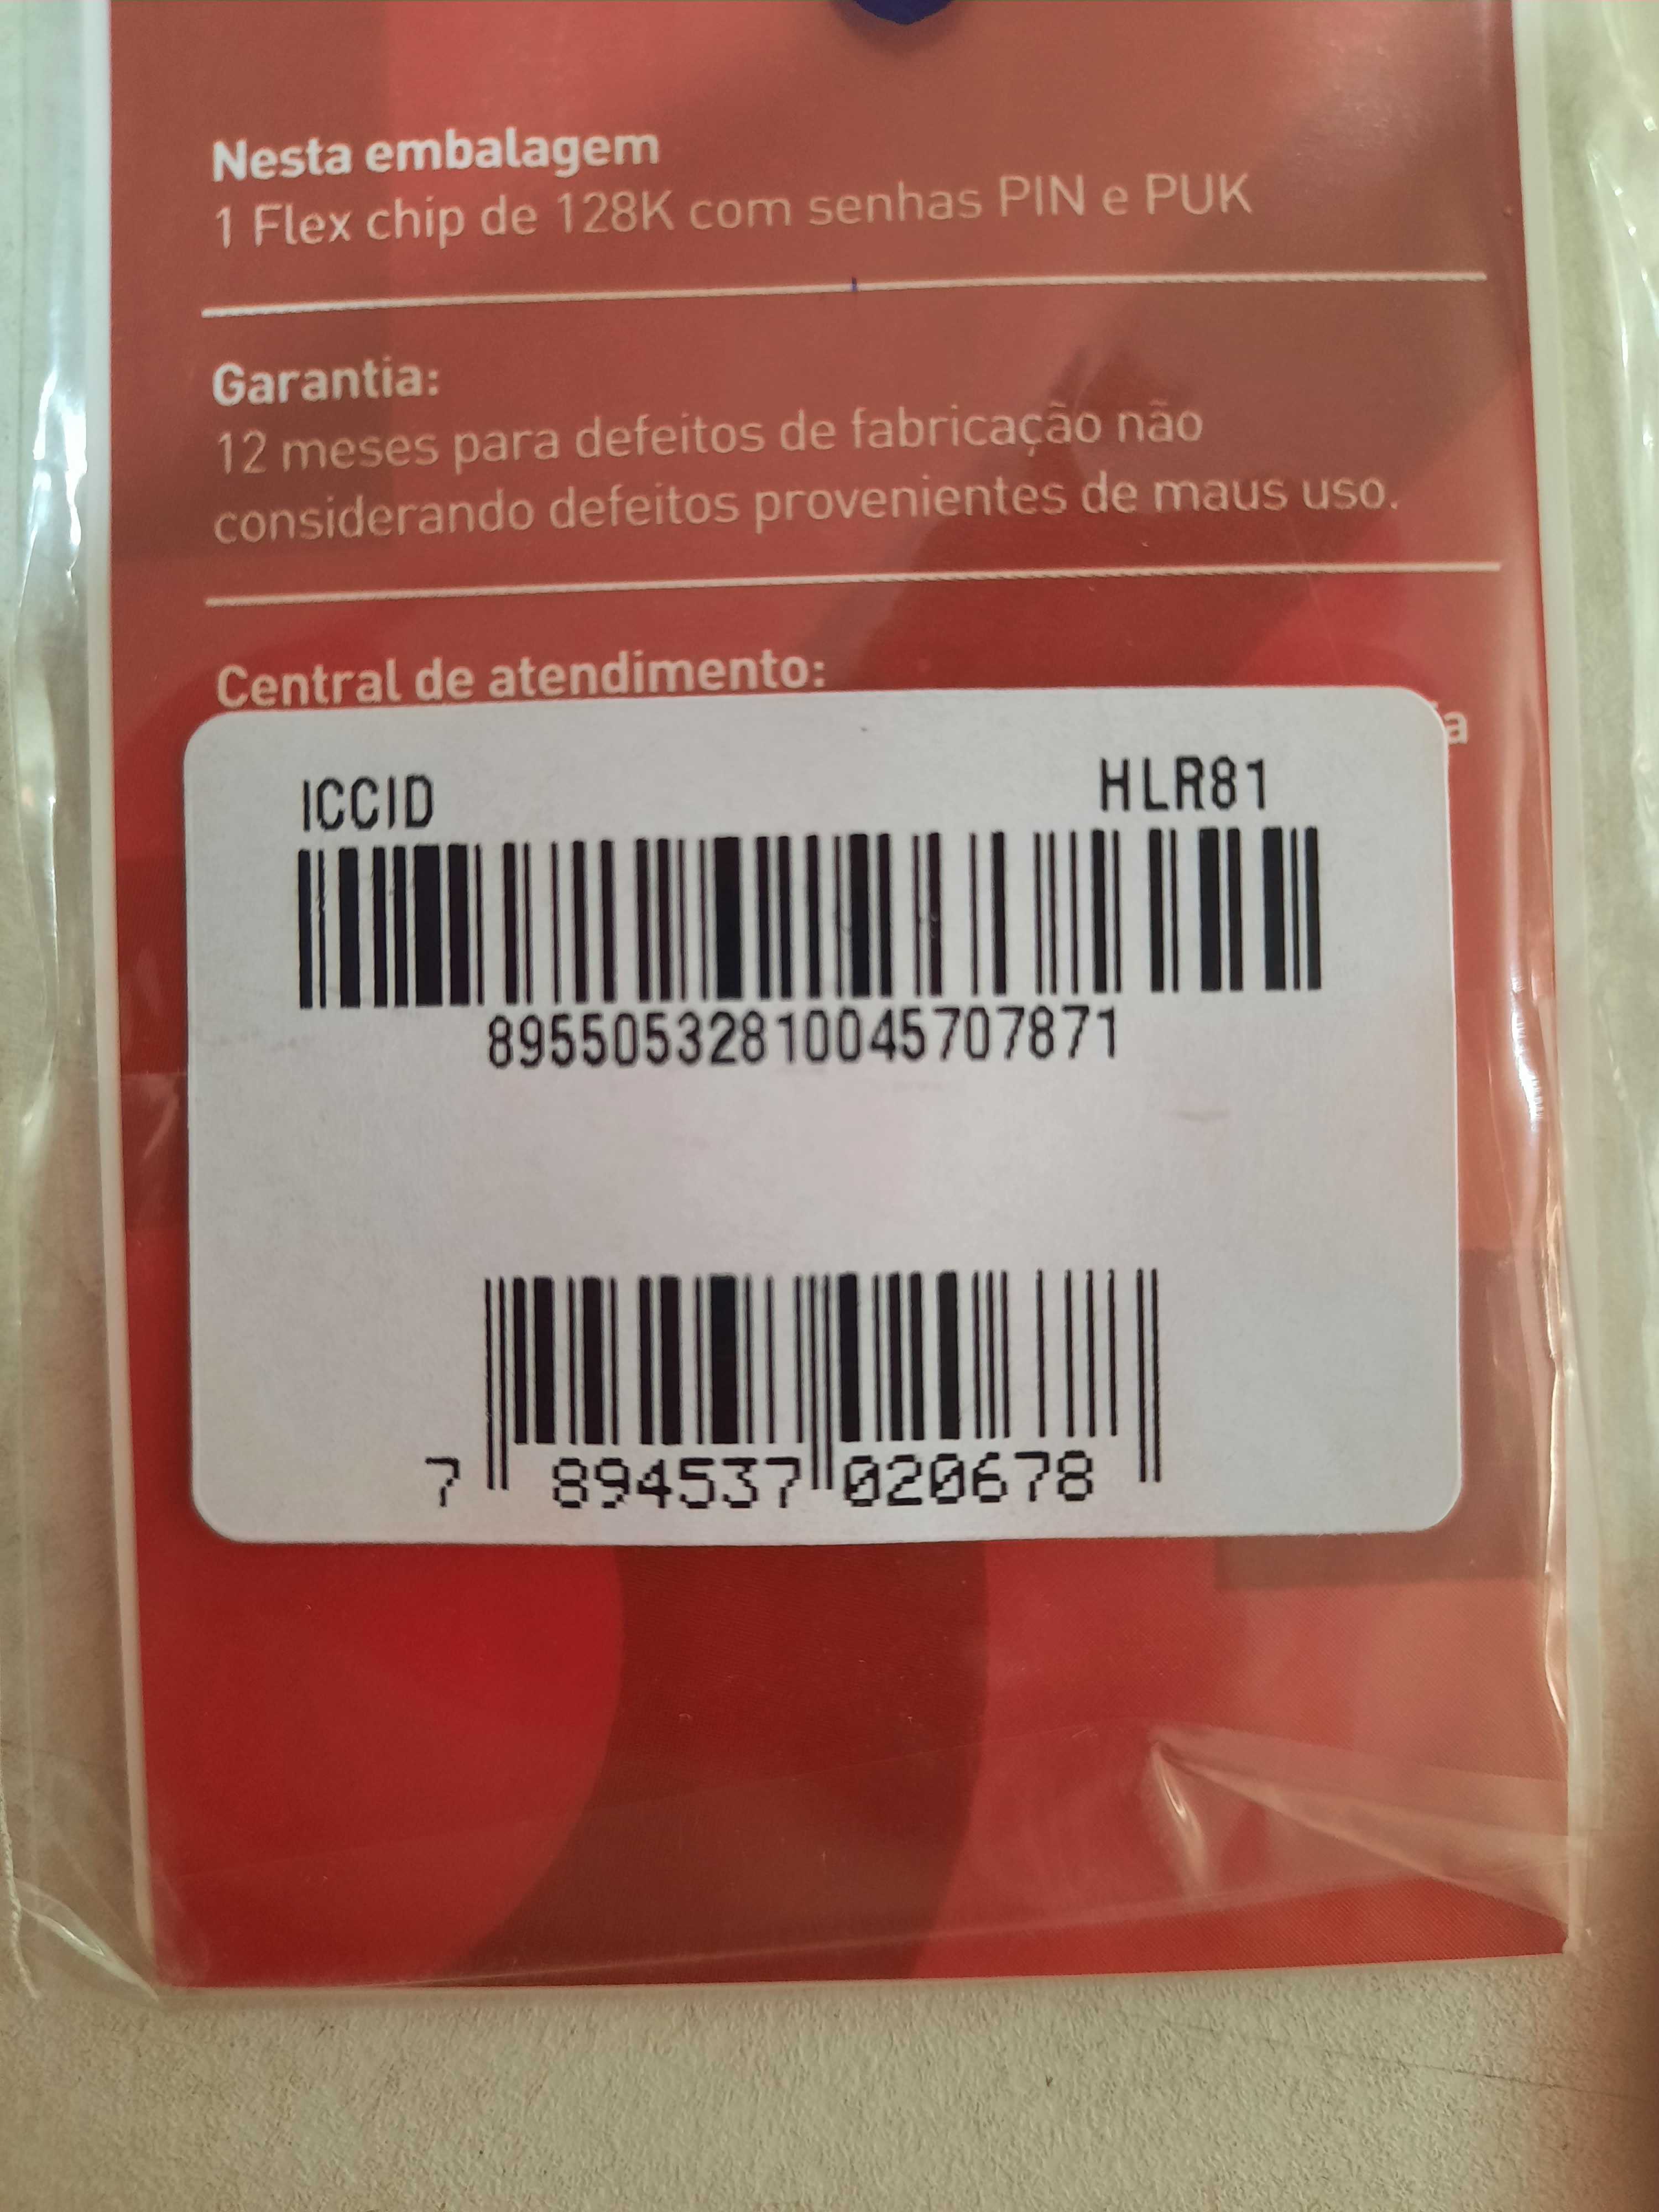 Nesta embalagem
1 Flex chip de 128K com senhas PIN e PUK
Garantia:
12 meses para defeitos de fabricação não
considerando defeitos provenientes de maus uso.
Central de atendimento:
ICCID HLR81
89550532810045707871
7 894537 020678